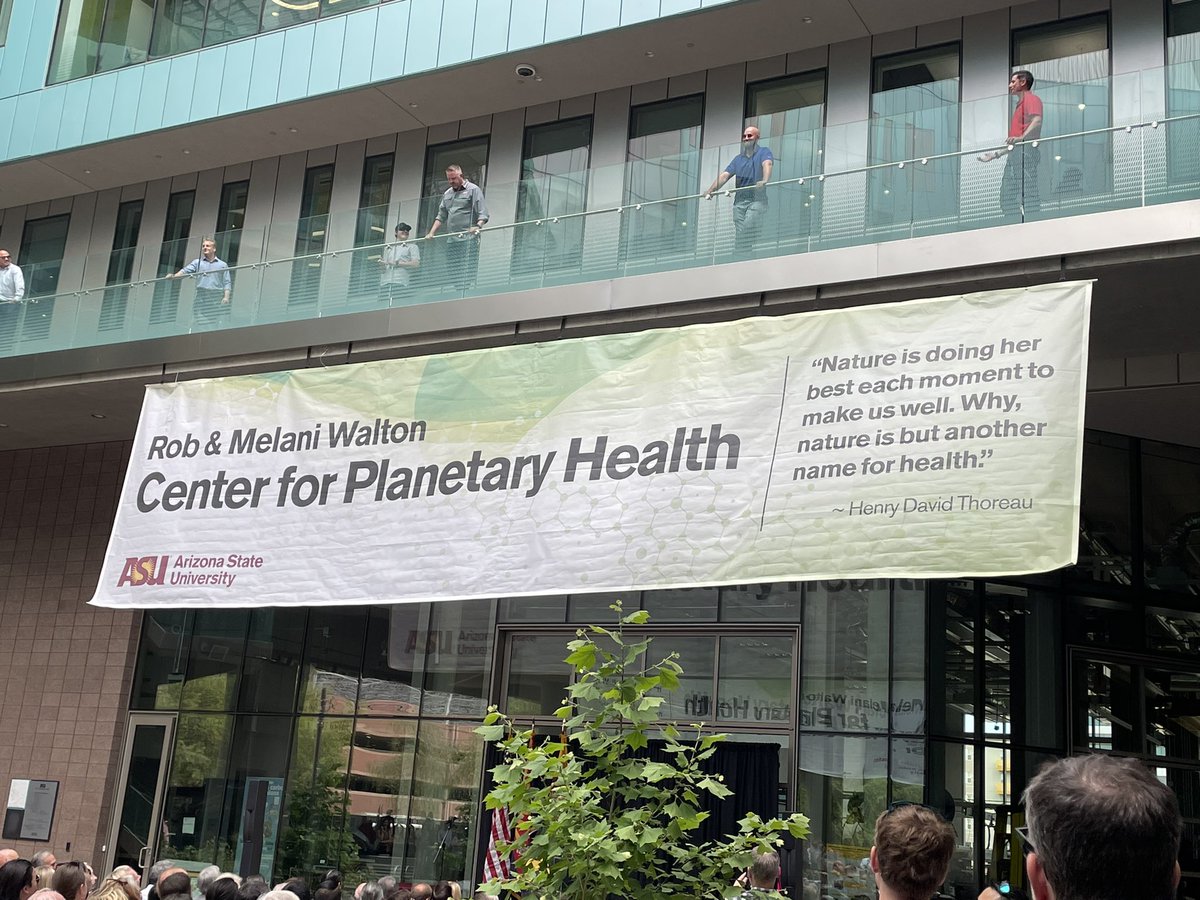 Rob & Melani Walton
Center for Planetary Health
ASU Arizona State
University
“Nature is doing her
best each moment to
make us well. Why,
nature is but another
name for health.”
~ Henry David Thoreau